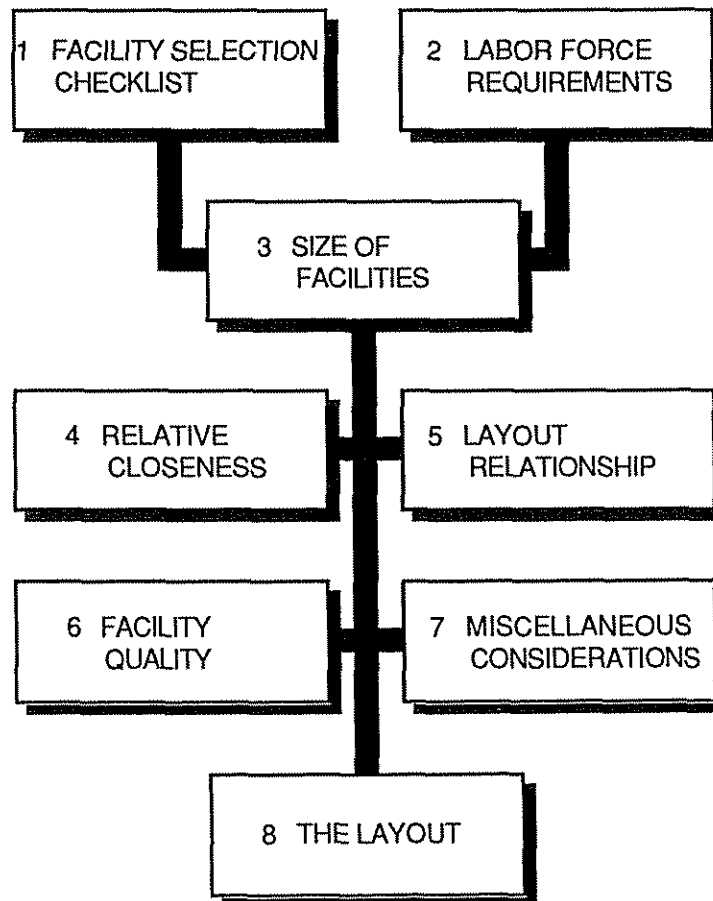 1 FACILITY SELECTION
CHECKLIST
2 LABOR FORCE
REQUIREMENTS
3 SIZE OF
FACILITIES
4 RELATIVE
CLOSENESS
5 LAYOUT
RELATIONSHIP
6 FACILITY
QUALITY
7 MISCELLANEOUS
CONSIDERATIONS
8 THE LAYOUT